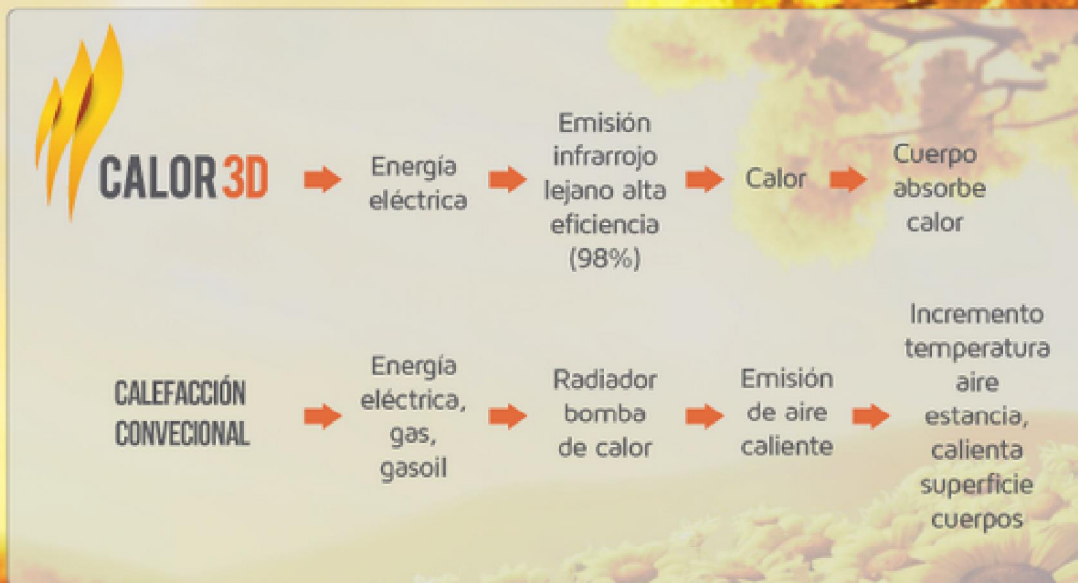 CALOR 3D
Energía
eléctrica
Emisión
infrarrojo
lejano alta
eficiencia
(98%)
Calor
Cuerpo
absorbe
calor
CALEFACCIÓN
CONVECIONAL
Energía
eléctrica,
gas,
gasoil
Radiador
bomba
de calor
Emisión
de aire
caliente
Incremento
temperatura
aire
estancia,
calienta
superficie
cuerpos